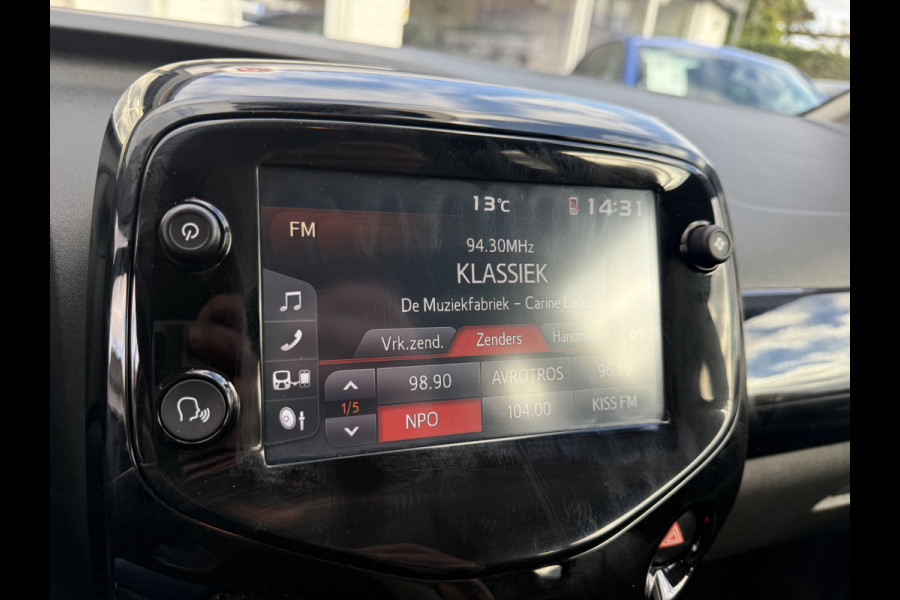 13°C 14:31
FM
94.30MHz
KLASSIEK
De Muziekfabriek - Carine
Vrk.zend. Zenders
98.90 AVROTROS
1/5
NPO 104.00 KISS FM